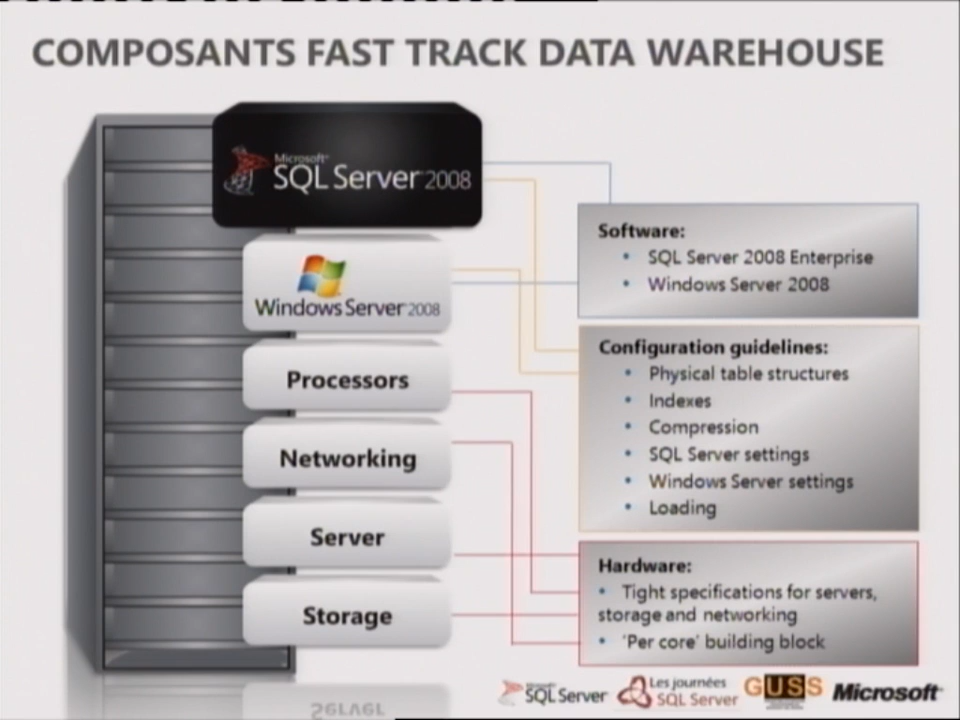 COMPOSANTS FAST TRACK DATA WAREHOUSE
Microsoft
SQL Server 2008
Windows Server 2008
Processors
Networking
Server
Storage
Software:
• SQL Server 2008 Enterprise
• Windows Server 2008
Configuration guidelines:
• Physical table structures
• Indexes
• Compression
• SQL Server settings
• Windows Server settings
• Loading
Hardware:
• Tight specifications for servers,
storage and networking
• 'Per core' building block
Microsoft
SQL Server
Les journées
SQL Server
GUSS
Microsoft